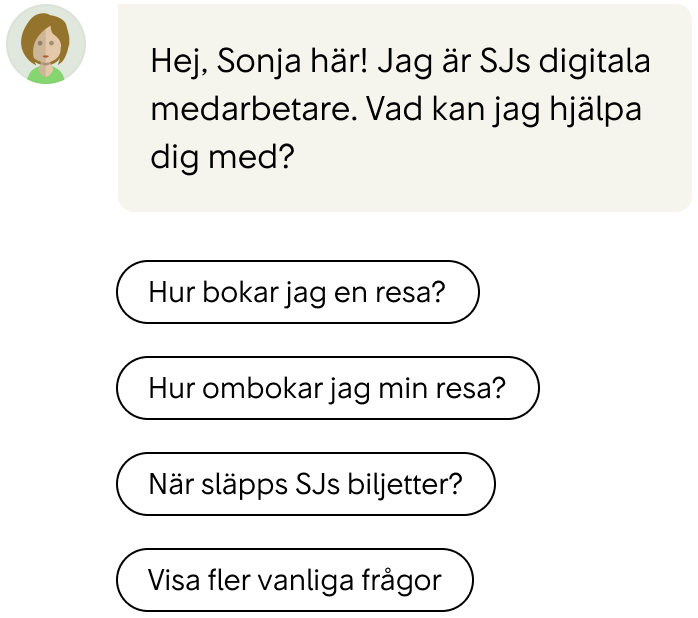 Hej, Sonja här! Jag är SJs digitala
medarbetare. Vad kan jag hjälpa
dig med?
Hur bokar jag en resa?
Hur ombokar jag min resa?
När släpps SJs biljetter?
Visa fler vanliga frågor